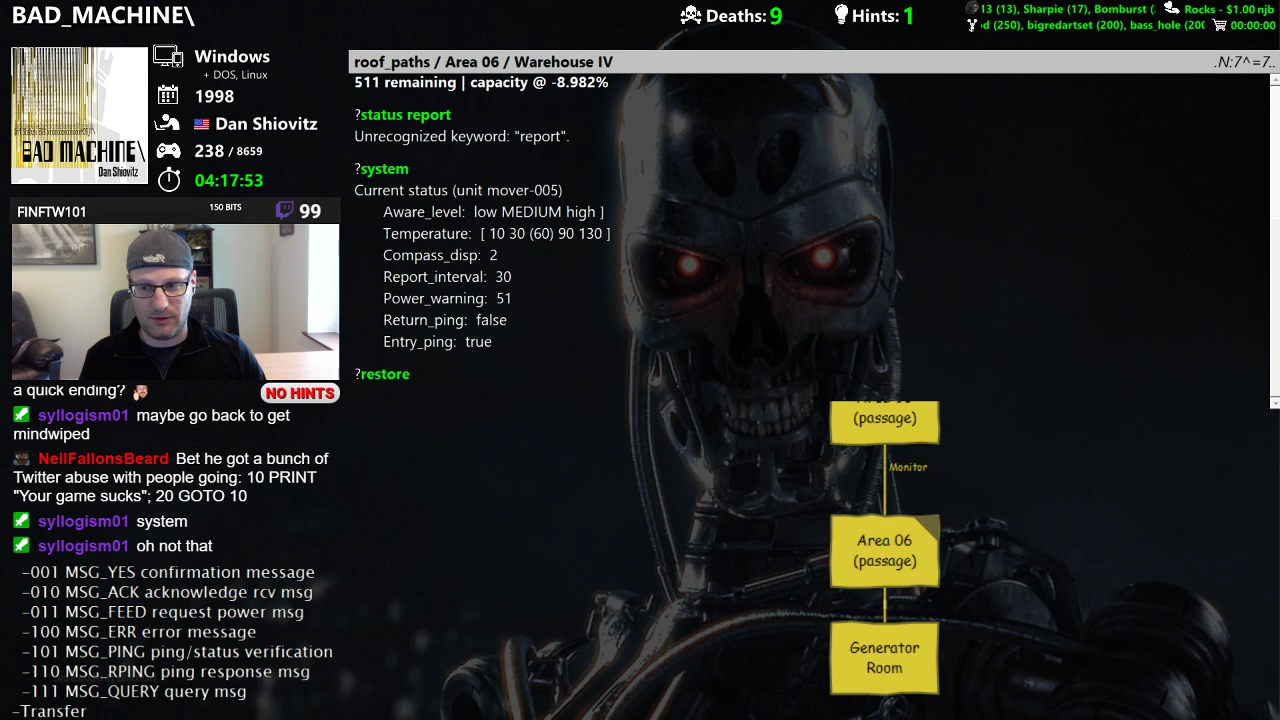 BAD_MACHINE\
Deaths: 9
Hints: 1
13 (13), Sharpie (17), Bomburst (
Rocks - $1.00 njb
d (250), bigredartset (200), bass_hole (200
00:00:00
BAD MACHINE\
Dan Shiovitz
Windows
+ DOS, Linux
1998
Dan Shiovitz
238 / 8659
04:17:53
FINFTW101
150 BITS
99
roof_paths / Area 06 / Warehouse IV
.N:7^=7..
511 remaining | capacity @ -8.982%
?status report
Unrecognized keyword: "report".
?system
Current status (unit mover-005)
Aware_level: low MEDIUM high ]
Temperature: [ 10 30 (60) 90 130 ]
Compass_disp: 2
Report_interval: 30
Power_warning: 51
Return_ping: false
Entry_ping: true
?restore
a quick ending?
NO HINTS
syllogism01 maybe go back to get
mindwiped
NeilFallonsBeard Bet he got a bunch of
Twitter abuse with people going: 10 PRINT
"Your game sucks"; 20 GOTO 10
syllogism01 system
syllogism01 oh not that
-001 MSG_YES confirmation message
-010 MSG_ACK acknowledge rcv msg
-011 MSG_FEED request power msg
-100 MSG_ERR error message
-101 MSG_PING ping/status verification
-110 MSG_RPING ping response msg
-111 MSG_QUERY query msg
-Transfer
(passage)
Monitor
Area 06
(passage)
Generator
Room